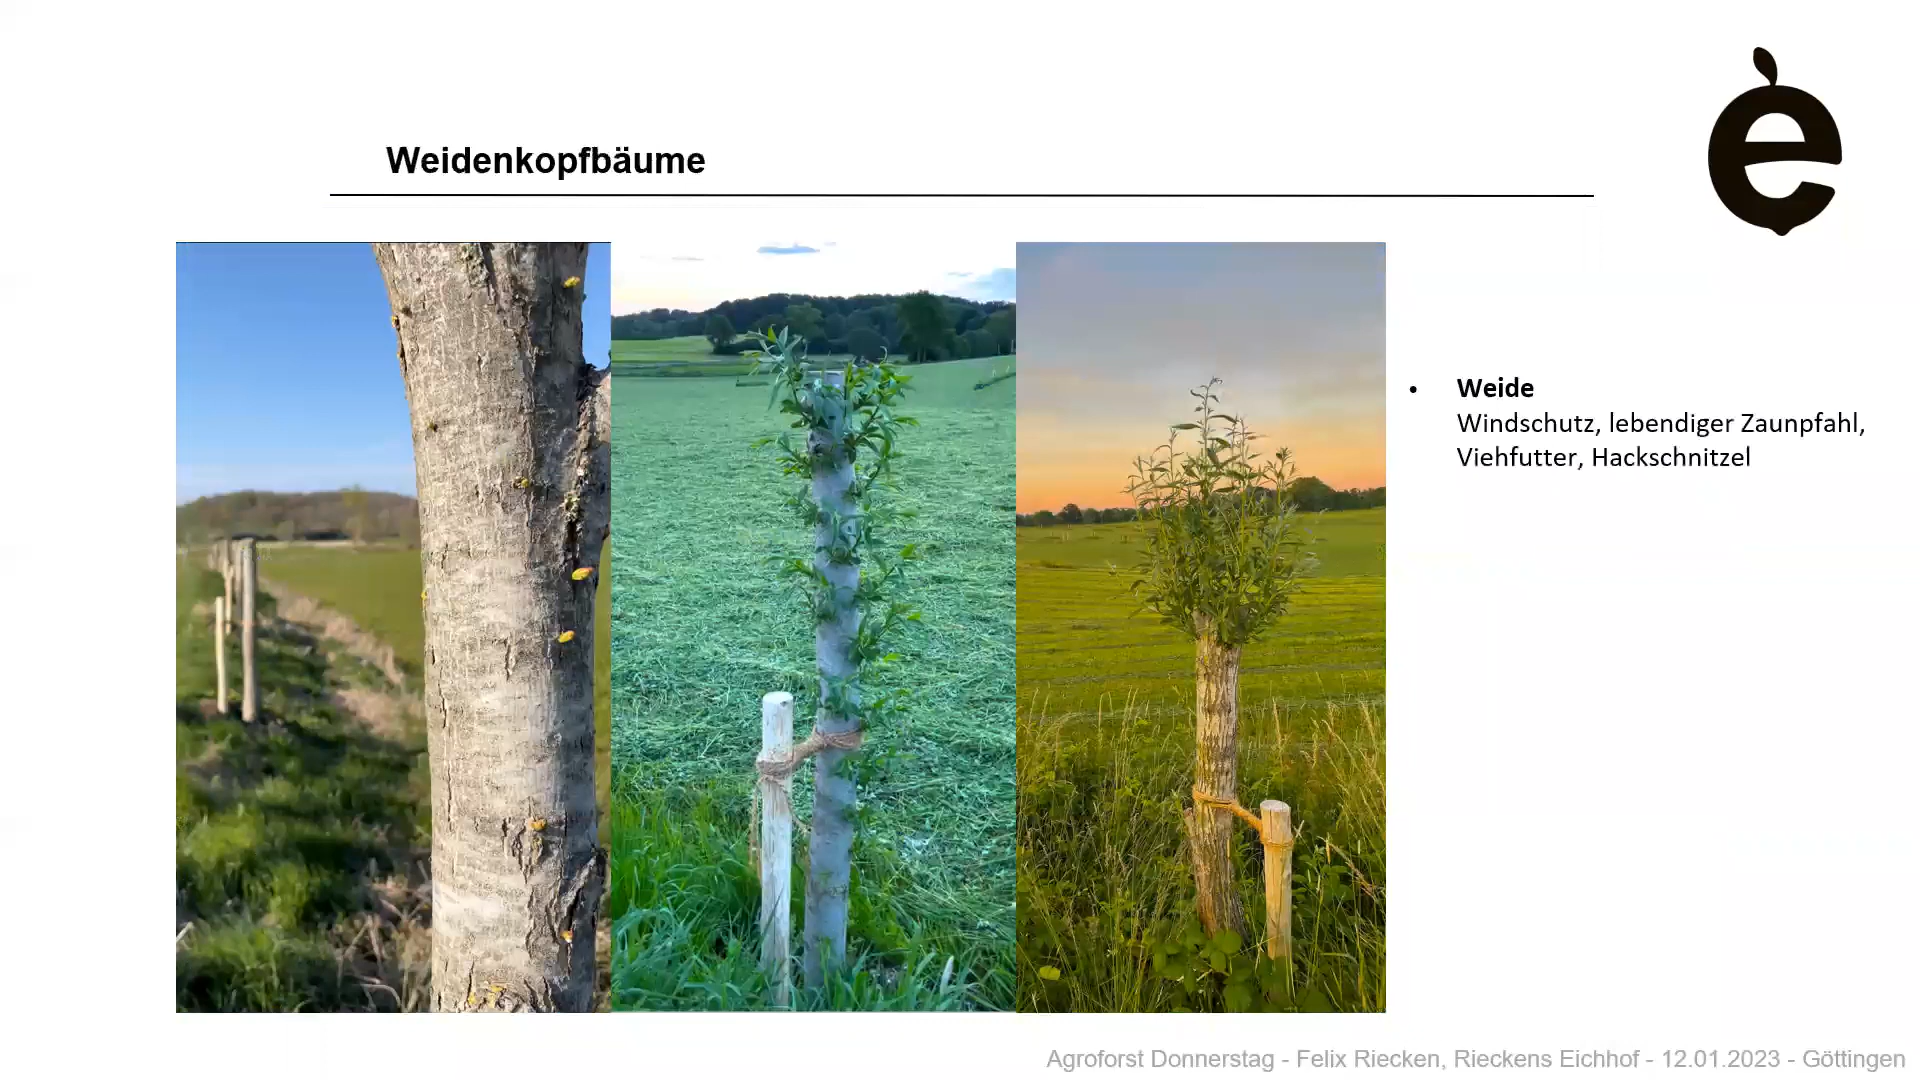 Weidenkopfbäume
• Weide
Windschutz, lebendiger Zaunpfahl,
Viehfutter, Hackschnitzel
Agroforst Donnerstag - Felix Riecken, Rieckens Eichhof - 12.01.2023 - Göttingen